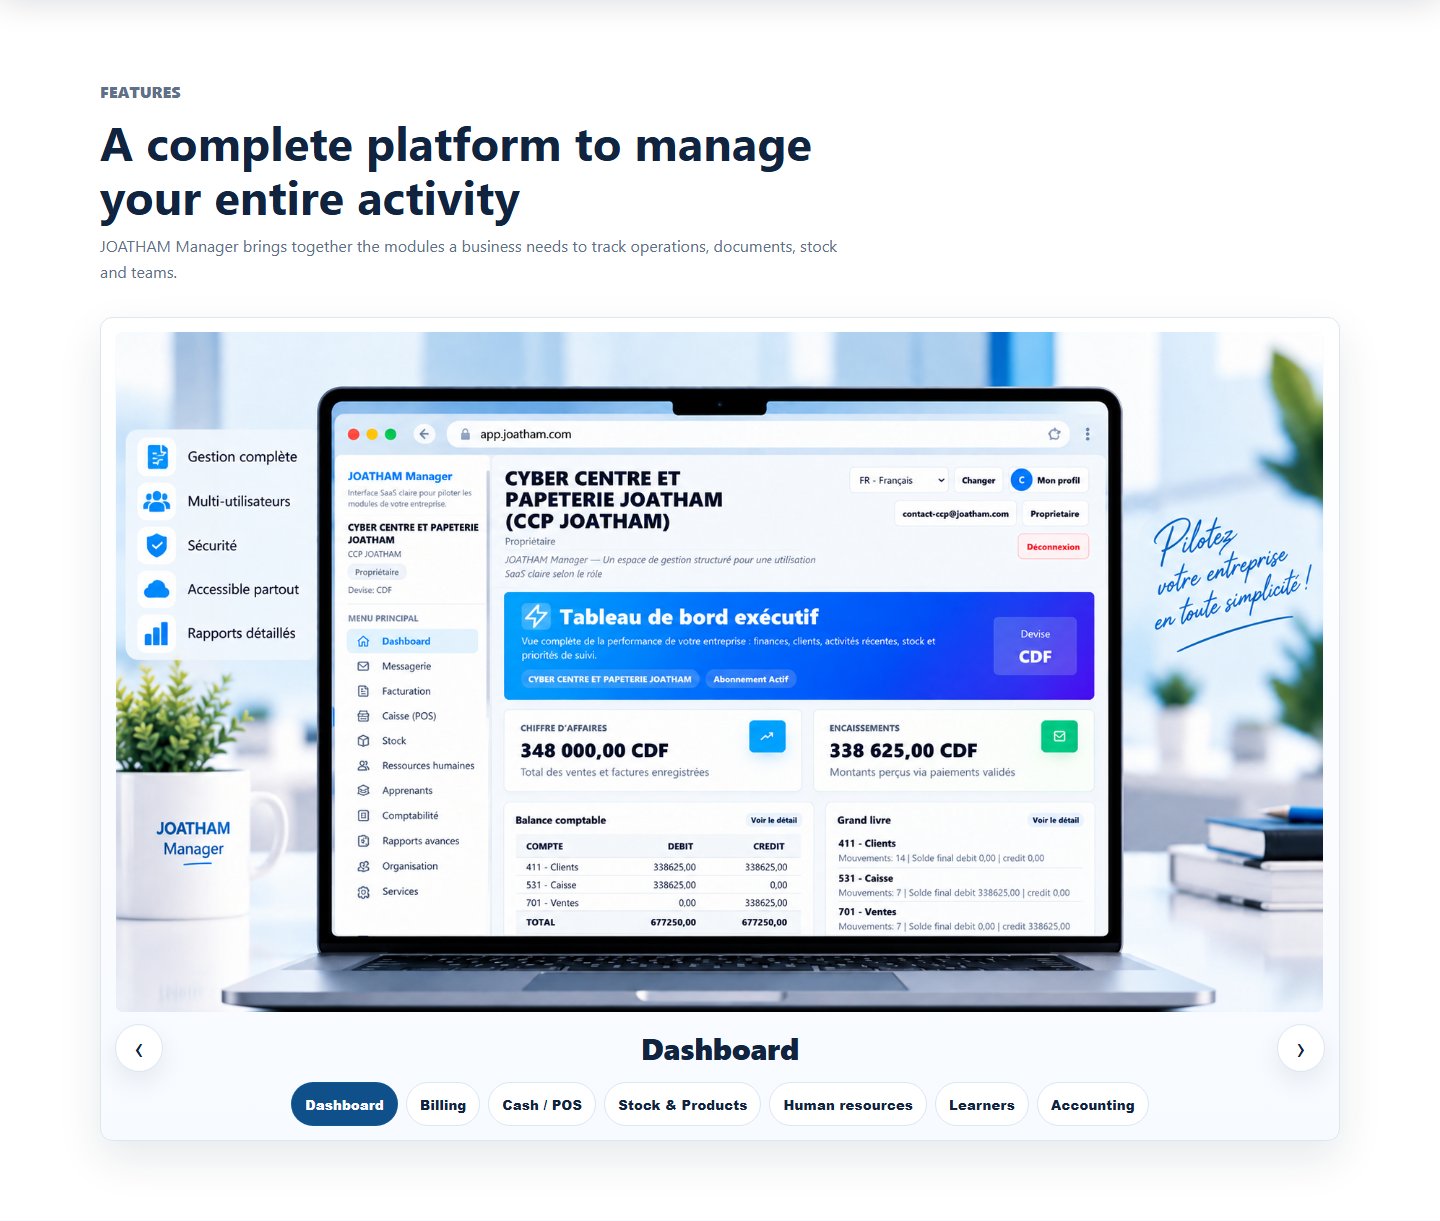 FEATURES
A complete platform to manage
your entire activity
JOATHAM Manager brings together the modules a business needs to track operations, documents, stock
and teams.
Gestion complète
Multi-utilisateurs
Sécurité
Accessible partout
Rapports détaillés
JOATHAM
Manager
app.joatham.com
JOATHAM Manager
Interface SaaS claire pour piloter les
modules de votre entreprise.
CYBER CENTRE ET PAPETERIE
JOATHAM
CCP JOATHAM
Propriétaire
Devise: CDF
MENU PRINCIPAL
Dashboard
Messagerie
Facturation
Caisse (POS)
Stock
Ressources humaines
Apprenants
Comptabilité
Rapports avances
Organisation
Services
CYBER CENTRE ET
PAPETERIE JOATHAM
(CCP JOATHAM)
Propriétaire
JOATHAM Manager — Un espace de gestion structuré pour une utilisation
SaaS claire selon le rôle
FR - Français
Changer
C
Mon profil
contact-ccp@joatham.com
Proprietaire
Déconnexion
Tableau de bord exécutif
Vue complète de la performance de votre entreprise : finances, clients, activités récentes, stock et
priorités de suivi.
CYBER CENTRE ET PAPETERIE JOATHAM
Abonnement Actif
Devise
CDF
CHIFFRE D'AFFAIRES
348 000,00 CDF
Total des ventes et factures enregistrées
ENCAISSEMENTS
338 625,00 CDF
Montants perçus via paiements validés
Balance comptable
Voir le détail
COMPTE DEBIT CREDIT
411 - Clients 338625,00 338625,00
531 - Caisse 338625,00 0,00
701 - Ventes 0,00 338625,00
TOTAL 677250,00 677250,00
Grand livre
Voir le détail
411 - Clients
Mouvements: 14 | Solde final debit 0,00 | credit 0,00
531 - Caisse
Mouvements: 7 | Solde final debit 338625,00 | credit 0,00
701 - Ventes
Mouvements: 7 | Solde final debit 0,00 | credit 338625,00
Pilotez
votre entreprise
en toute simplicité !
‹
Dashboard
›
Dashboard
Billing
Cash / POS
Stock & Products
Human resources
Learners
Accounting